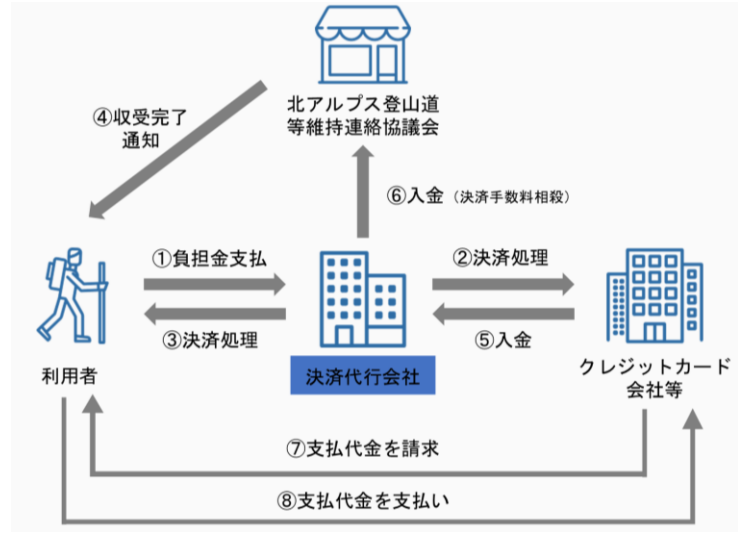 北アルプス登山道
等維持連絡協議会
④収受完了
通知
⑥入金（決済手数料相殺）
①負担金支払
②決済処理
③決済処理
⑤入金
利用者
決済代行会社
クレジットカード
会社等
⑦支払代金を請求
⑧支払代金を支払い